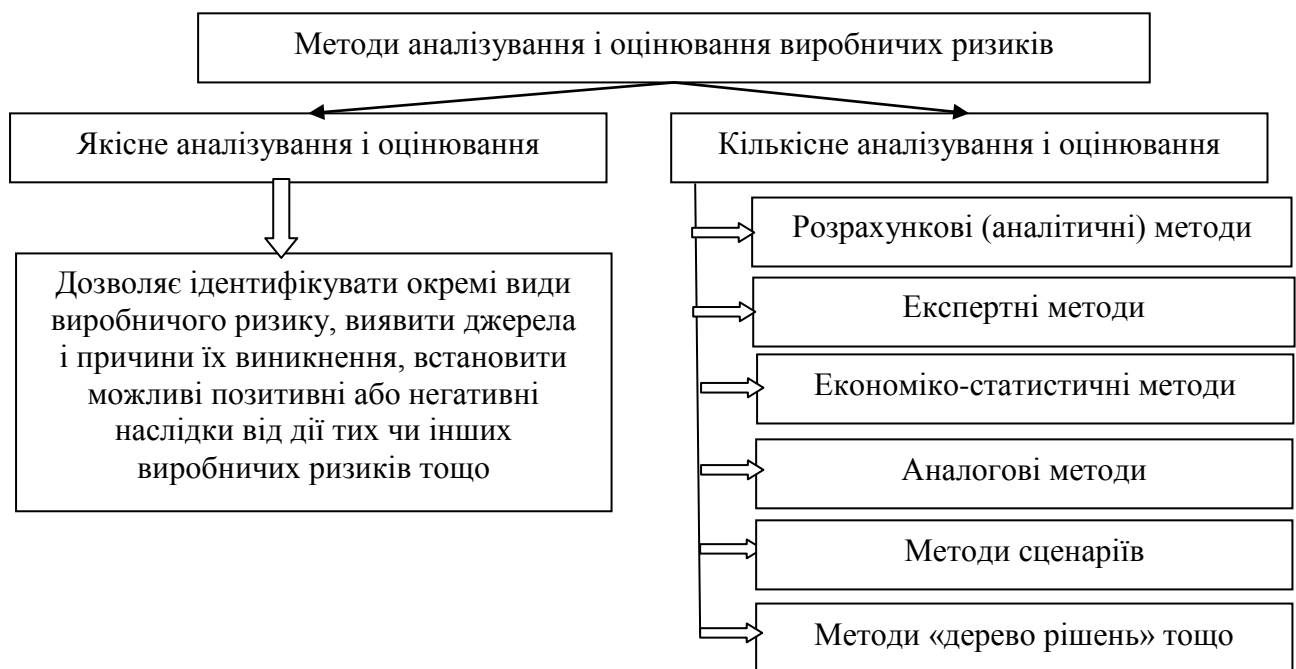 Методи аналізування і оцінювання виробничих ризиків
Якісне аналізування і оцінювання
Дозволяє ідентифікувати окремі види
виробничого ризику, виявити джерела
і причини їх виникнення, встановити
можливі позитивні або негативні
наслідки від дії тих чи інших
виробничих ризиків тощо
Кількісне аналізування і оцінювання
Розрахункові (аналітичні) методи
Експертні методи
Економіко-статистичні методи
Аналогові методи
Методи сценаріїв
Методи «дерево рішень» тощо